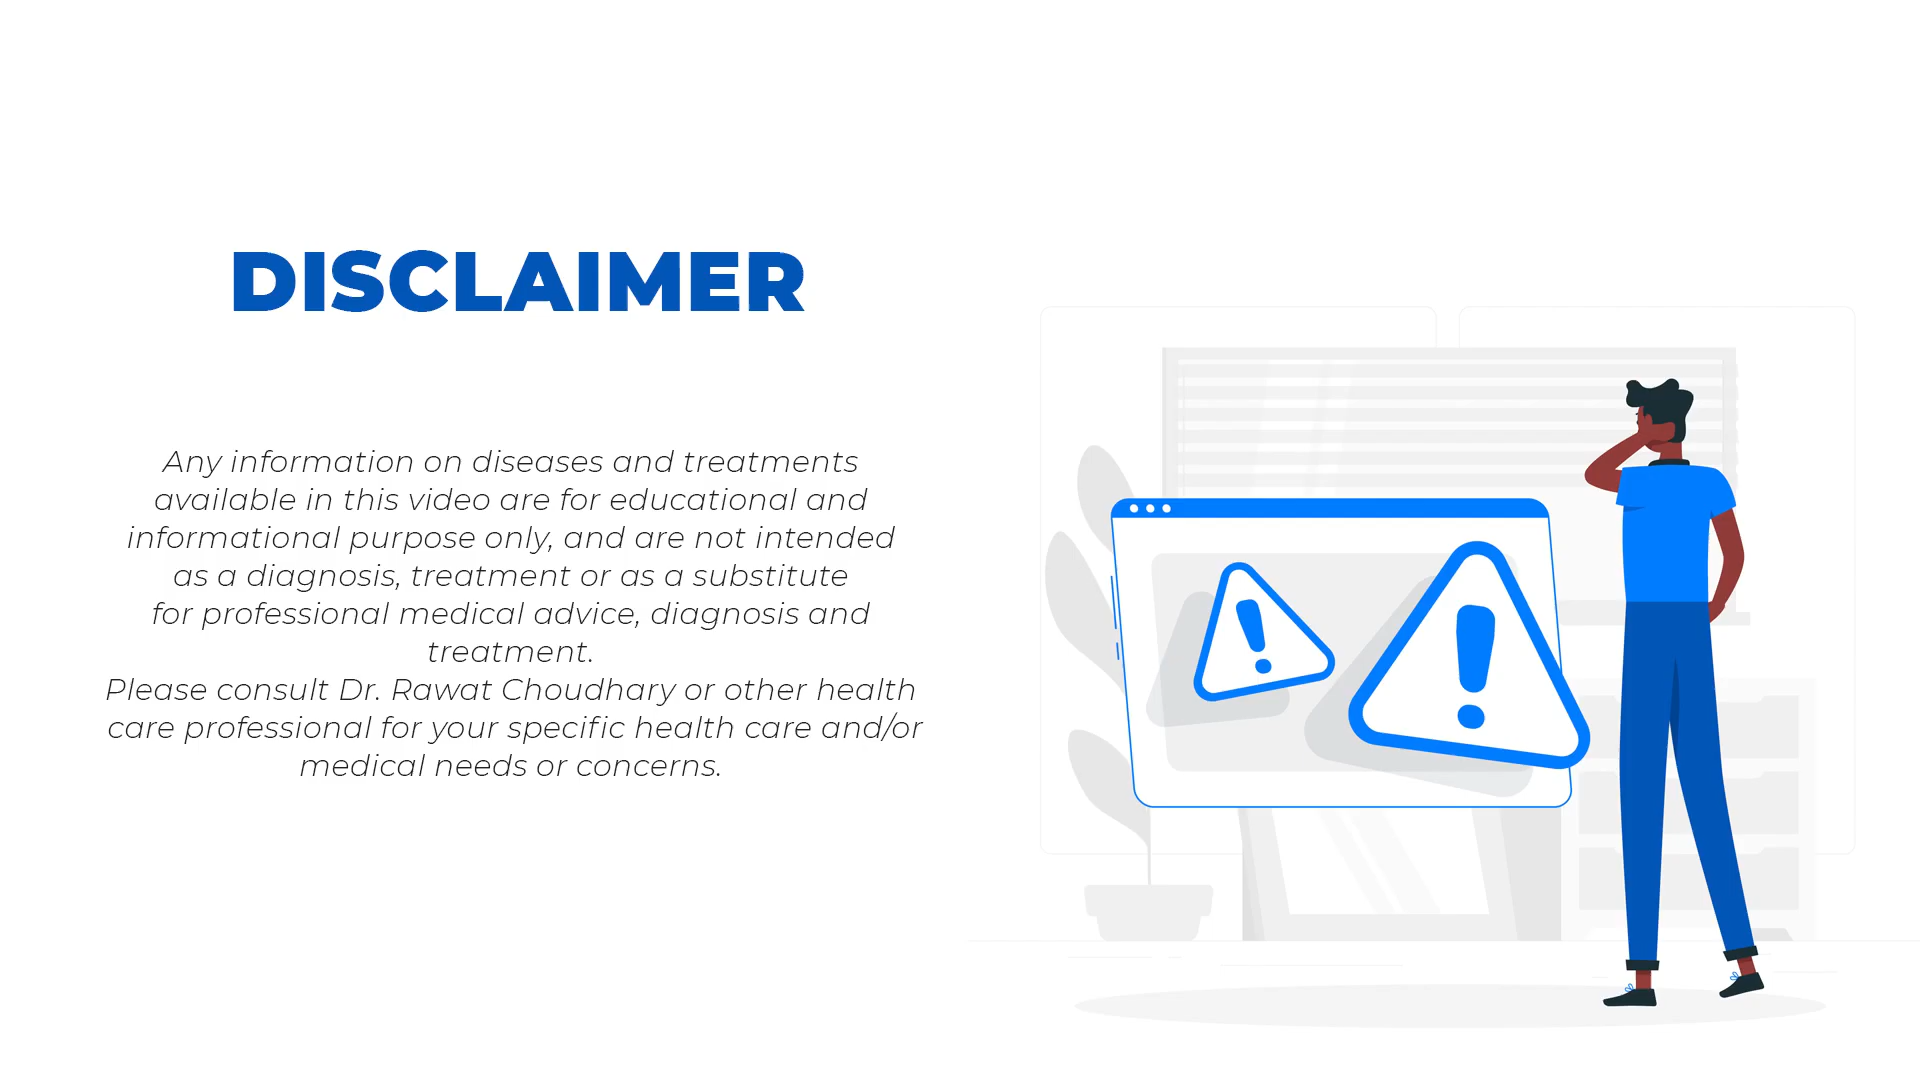 DISCLAIMER
Any information on diseases and treatments
available in this video are for educational and
informational purpose only, and are not intended
as a diagnosis, treatment or as a substitute
for professional medical advice, diagnosis and
treatment.
Please consult Dr. Rawat Choudhary or other health
care professional for your specific health care and/or
medical needs or concerns.